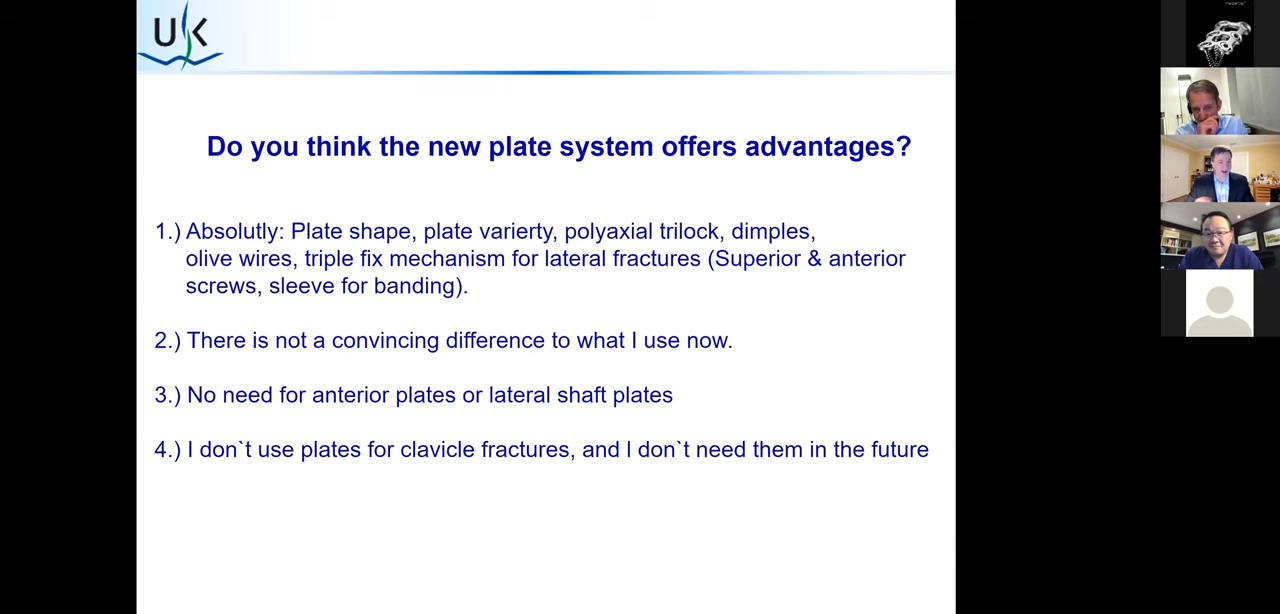 UK
Do you think the new plate system offers advantages?
1.) Absolutly: Plate shape, plate varierty, polyaxial trilock, dimples,
olive wires, triple fix mechanism for lateral fractures (Superior & anterior
screws, sleeve for banding).
2.) There is not a convincing difference to what I use now.
3.) No need for anterior plates or lateral shaft plates
4.) I don`t use plates for clavicle fractures, and I don`t need them in the future